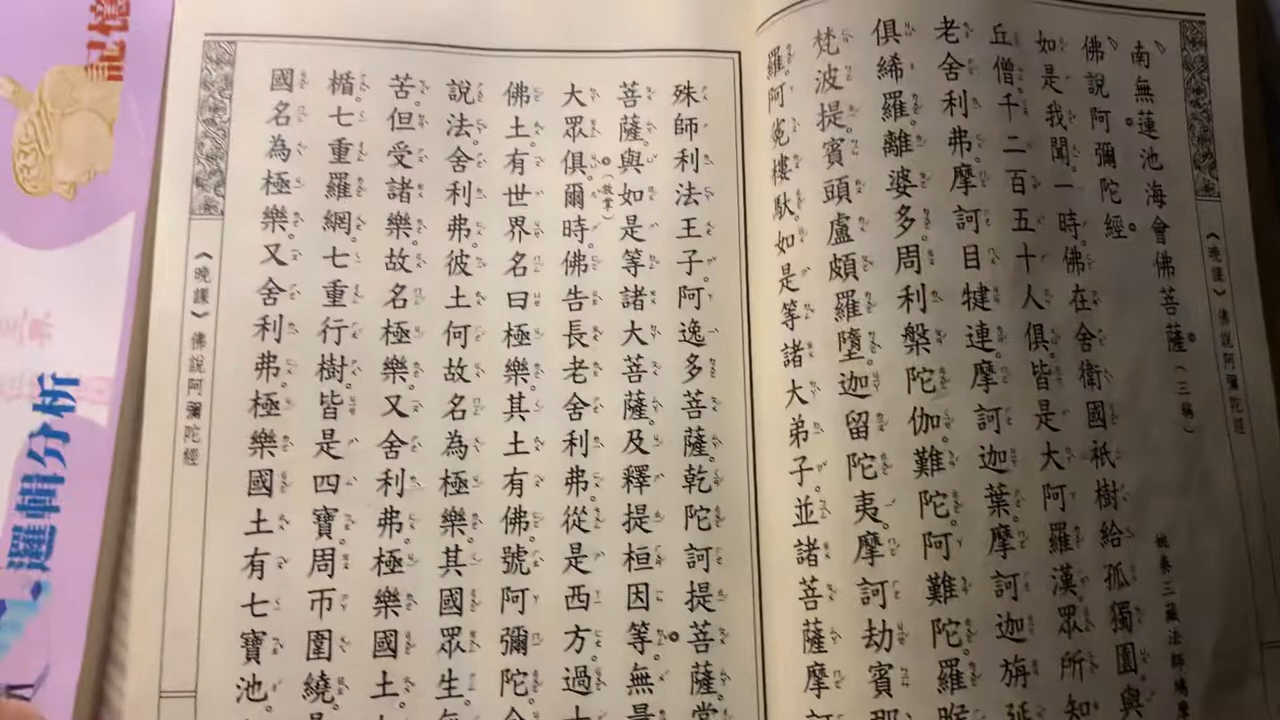 《晚課》佛說阿彌陀經
南無蓮池海會佛菩薩。（三稱）
佛說阿彌陀經。
姚秦三藏法師鳩
如是我聞。一時。佛在舍衛國祇樹給孤獨園。與
丘僧。千二百五十人俱。皆是大阿羅漢。眾所知
老舍利弗。摩訶目犍連。摩訶迦葉。摩訶迦旃延
俱絺羅。離婆多。周利槃陀伽。難陀。阿難陀。羅睺
梵波提。賓頭盧頗羅墮。迦留陀夷。摩訶劫賓那
羅。阿㝹樓馱。如是等諸大弟子。並諸菩薩摩訶
殊師利法王子。阿逸多菩薩。乾陀訶提菩薩。常
菩薩。與如是等諸大菩薩。及釋提桓因等。無量
大眾俱。（放掌）爾時。佛告長老舍利弗。從是西方。過十
佛土。有世界名曰極樂。其土有佛。號阿彌陀。今
說法。舍利弗。彼土何故名為極樂。其國眾生。無
苦。但受諸樂。故名極樂。又舍利弗。極樂國土。七
楯。七重羅網。七重行樹。皆是四寶。周帀圍繞。是
國名為極樂。又舍利弗。極樂國土有七寶池。
《晚課》佛說阿彌陀經
記憶
邏輯分析